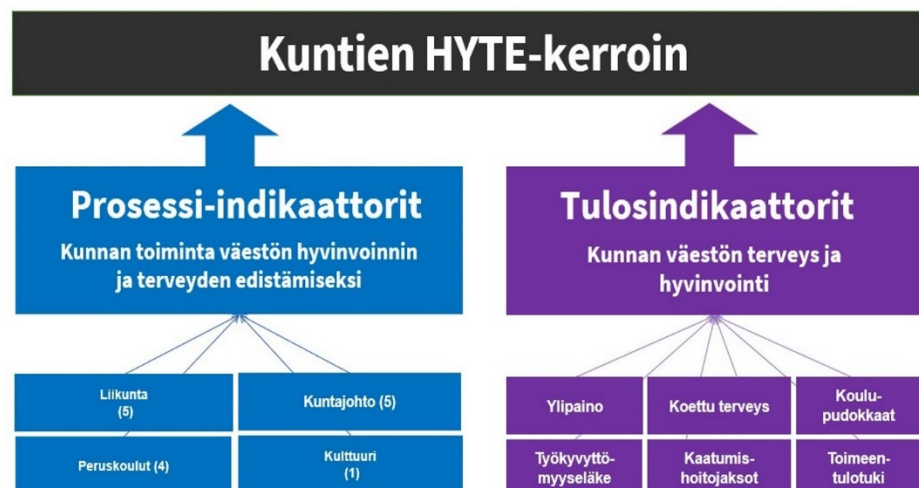 Kuntien HYTE-kerroin
Prosessi-indikaattorit
Kunnan toiminta väestön hyvinvoinnin
ja terveyden edistämiseksi
Tulosindikaattorit
Kunnan väestön terveys ja
hyvinvointi
Liikunta
(5)
Kuntajohto (5)
Peruskoulut (4)
Kulttuuri
(1)
Ylipaino
Koettu terveys
Koulu-
pudokkaat
Työkyvyttö-
myyseläke
Kaatumis-
hoitojaksot
Toimeen-
tulotuki